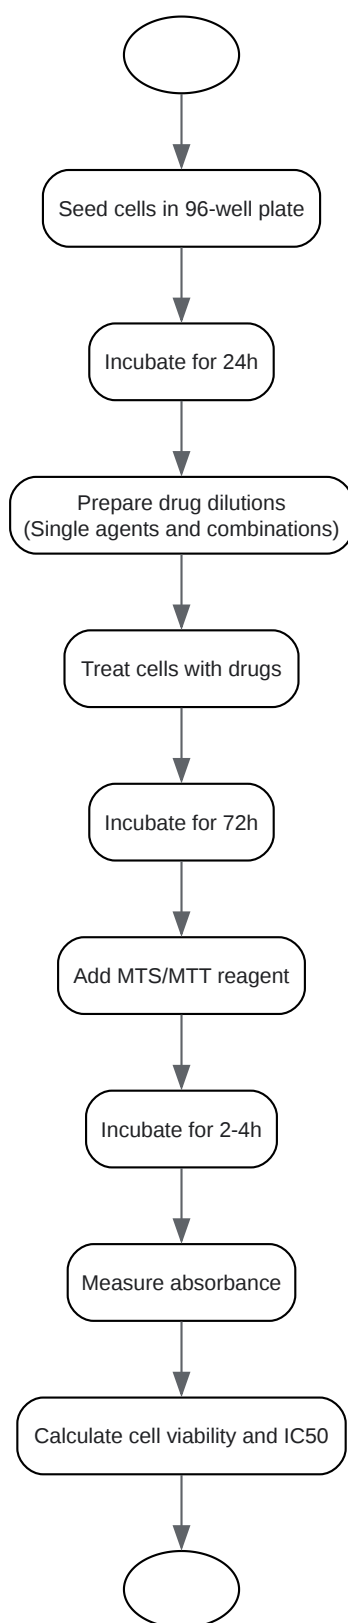 Seed cells in 96-well plate
Incubate for 24h
Prepare drug dilutions
(Single agents and combinations)
Treat cells with drugs
Incubate for 72h
Add MTS/MTT reagent
Incubate for 2-4h
Measure absorbance
Calculate cell viability and IC50